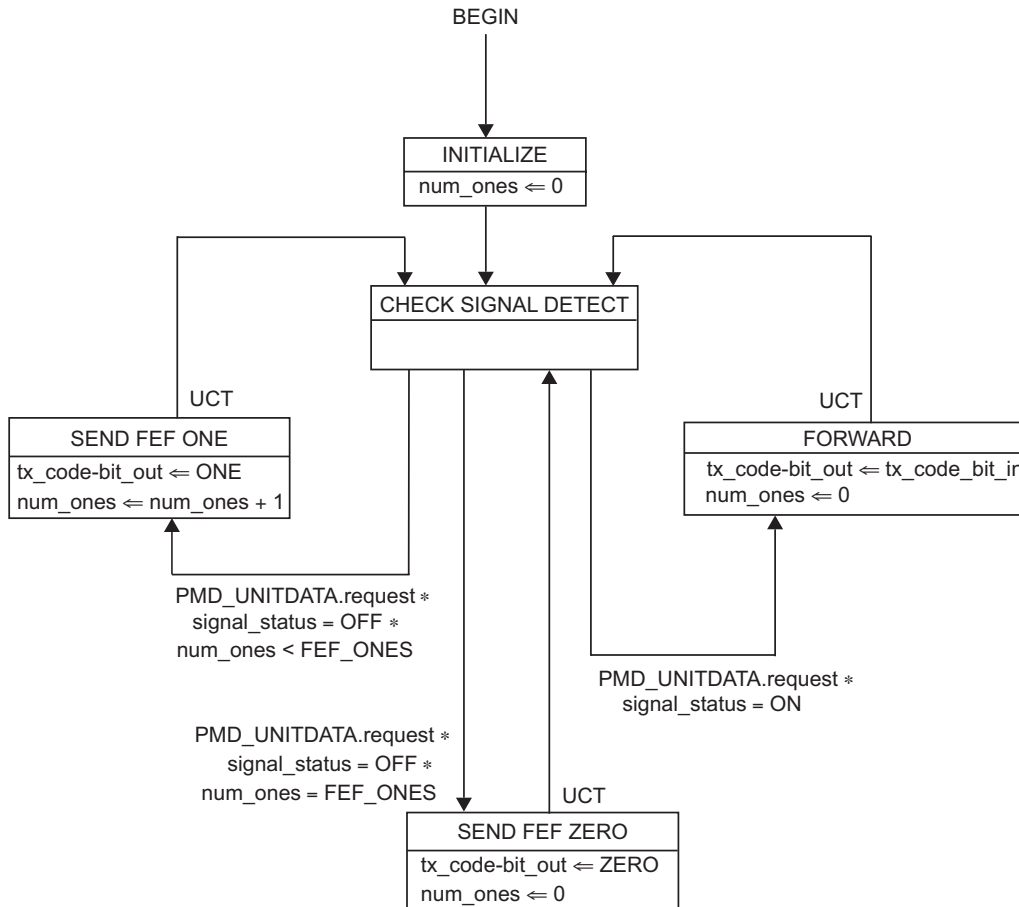 BEGIN
INITIALIZE
num_ones ⇐ 0
CHECK SIGNAL DETECT
UCT
SEND FEF ONE
tx_code-bit_out ⇐ ONE
num_ones ⇐ num_ones + 1
UCT
FORWARD
tx_code-bit_out ⇐ tx_code_bit_in
num_ones ⇐ 0
PMD_UNITDATA.request *
signal_status = OFF *
num_ones < FEF_ONES
PMD_UNITDATA.request *
signal_status = ON
PMD_UNITDATA.request *
signal_status = OFF *
num_ones = FEF_ONES
UCT
SEND FEF ZERO
tx_code-bit_out ⇐ ZERO
num_ones ⇐ 0